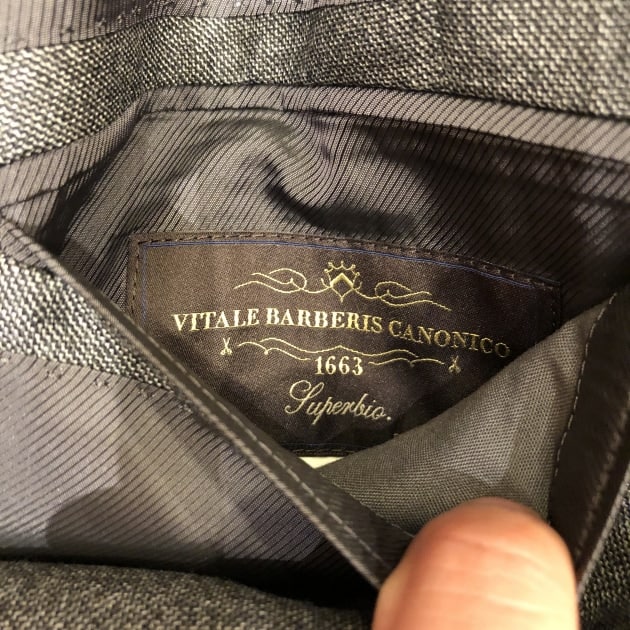 VITALE BARBERIS CANONICO
1663
Superbio.